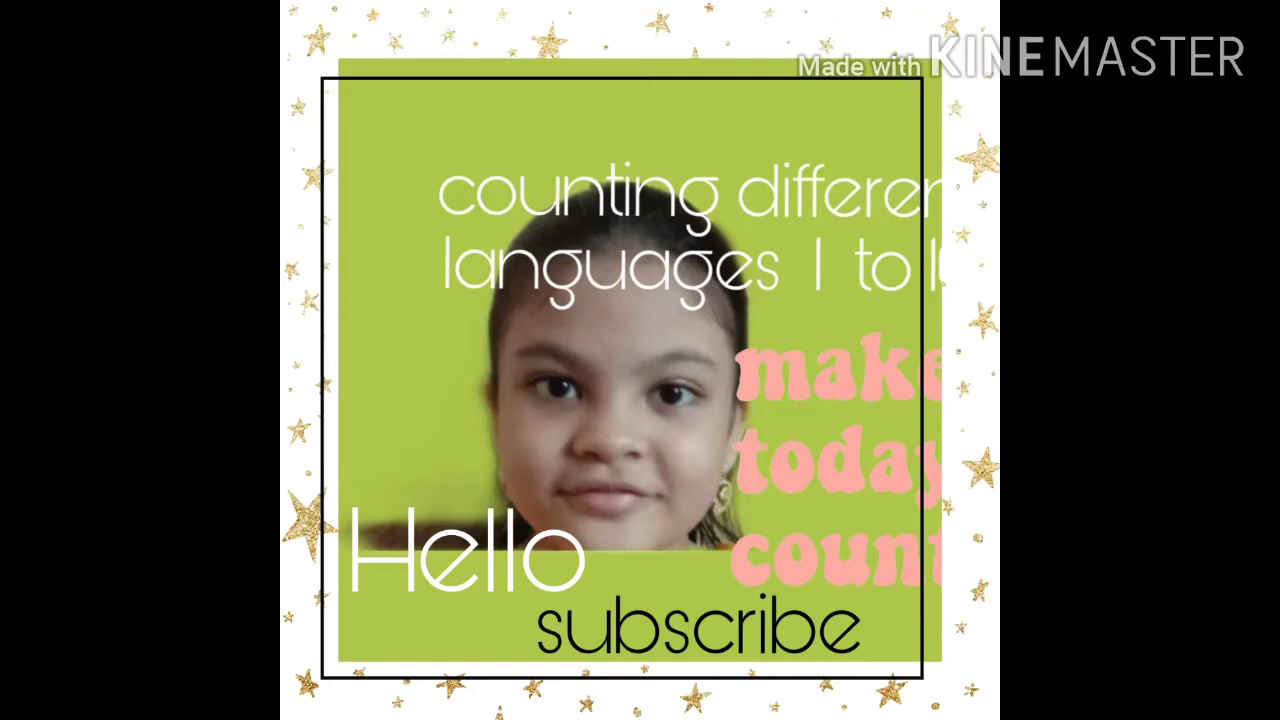 Made with KINEMASTER
counting differen
languages 1 to 1
make
today
count
Hello
subscribe